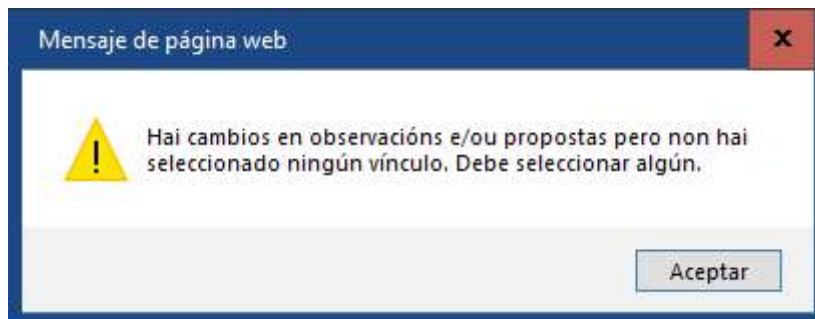 Mensaje de página web
x
Hai cambios en observacións e/ou propostas pero non hai
seleccionado ningún vínculo. Debe seleccionar algún.
Aceptar